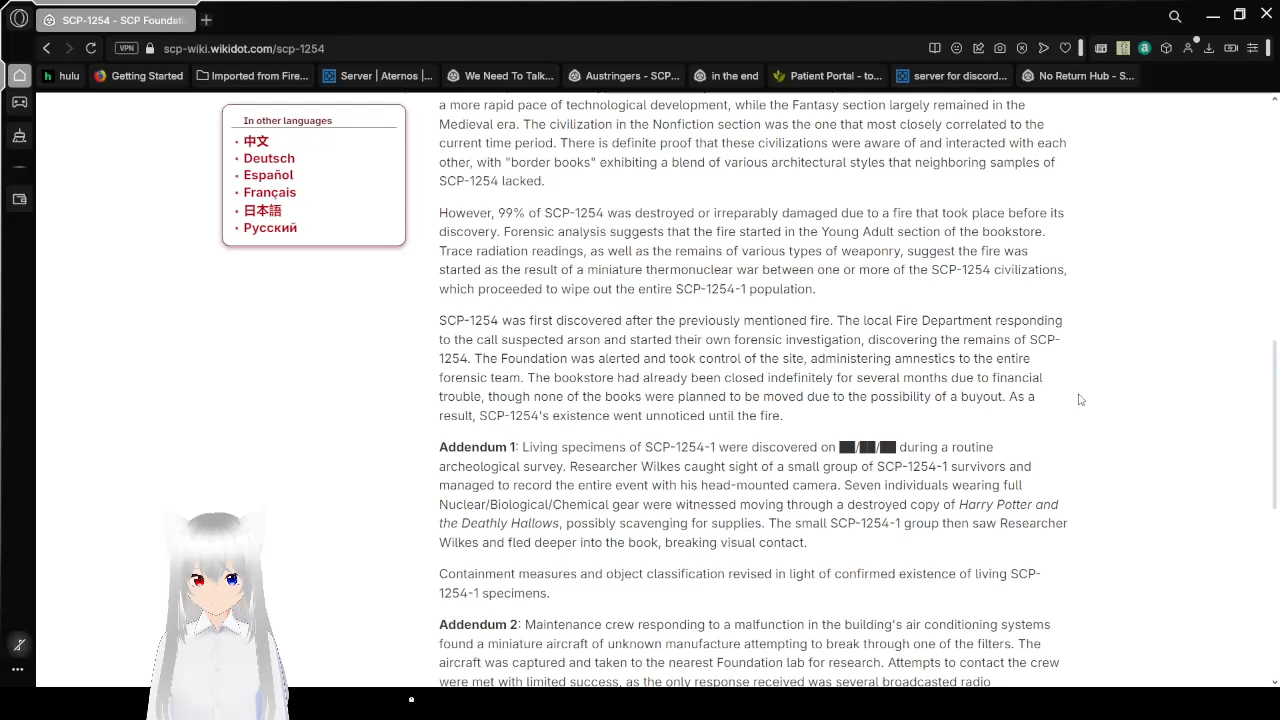 SCP-1254 - SCP Foundati
VPN
scp-wiki.wikidot.com/scp-1254
hulu
Getting Started
Imported from Fire...
Server | Aternos |...
We Need To Talk...
Austringers - SCP...
in the end
Patient Portal - to...
server for discord...
No Return Hub - S...
In other languages
中文
Deutsch
Español
Français
日本語
Русский
a more rapid pace of technological development, while the Fantasy section largely remained in the
Medieval era. The civilization in the Nonfiction section was the one that most closely correlated to the
current time period. There is definite proof that these civilizations were aware of and interacted with each
other, with "border books" exhibiting a blend of various architectural styles that neighboring samples of
SCP-1254 lacked.
However, 99% of SCP-1254 was destroyed or irreparably damaged due to a fire that took place before its
discovery. Forensic analysis suggests that the fire started in the Young Adult section of the bookstore.
Trace radiation readings, as well as the remains of various types of weaponry, suggest the fire was
started as the result of a miniature thermonuclear war between one or more of the SCP-1254 civilizations,
which proceeded to wipe out the entire SCP-1254-1 population.
SCP-1254 was first discovered after the previously mentioned fire. The local Fire Department responding
to the call suspected arson and started their own forensic investigation, discovering the remains of SCP-
1254. The Foundation was alerted and took control of the site, administering amnestics to the entire
forensic team. The bookstore had already been closed indefinitely for several months due to financial
trouble, though none of the books were planned to be moved due to the possibility of a buyout. As a
result, SCP-1254's existence went unnoticed until the fire.
Addendum 1: Living specimens of SCP-1254-1 were discovered on ██/██/██ during a routine
archeological survey. Researcher Wilkes caught sight of a small group of SCP-1254-1 survivors and
managed to record the entire event with his head-mounted camera. Seven individuals wearing full
Nuclear/Biological/Chemical gear were witnessed moving through a destroyed copy of Harry Potter and
the Deathly Hallows, possibly scavenging for supplies. The small SCP-1254-1 group then saw Researcher
Wilkes and fled deeper into the book, breaking visual contact.
Containment measures and object classification revised in light of confirmed existence of living SCP-
1254-1 specimens.
Addendum 2: Maintenance crew responding to a malfunction in the building's air conditioning systems
found a miniature aircraft of unknown manufacture attempting to break through one of the filters. The
aircraft was captured and taken to the nearest Foundation lab for research. Attempts to contact the crew
were met with limited success, as the only response received was several broadcasted radio